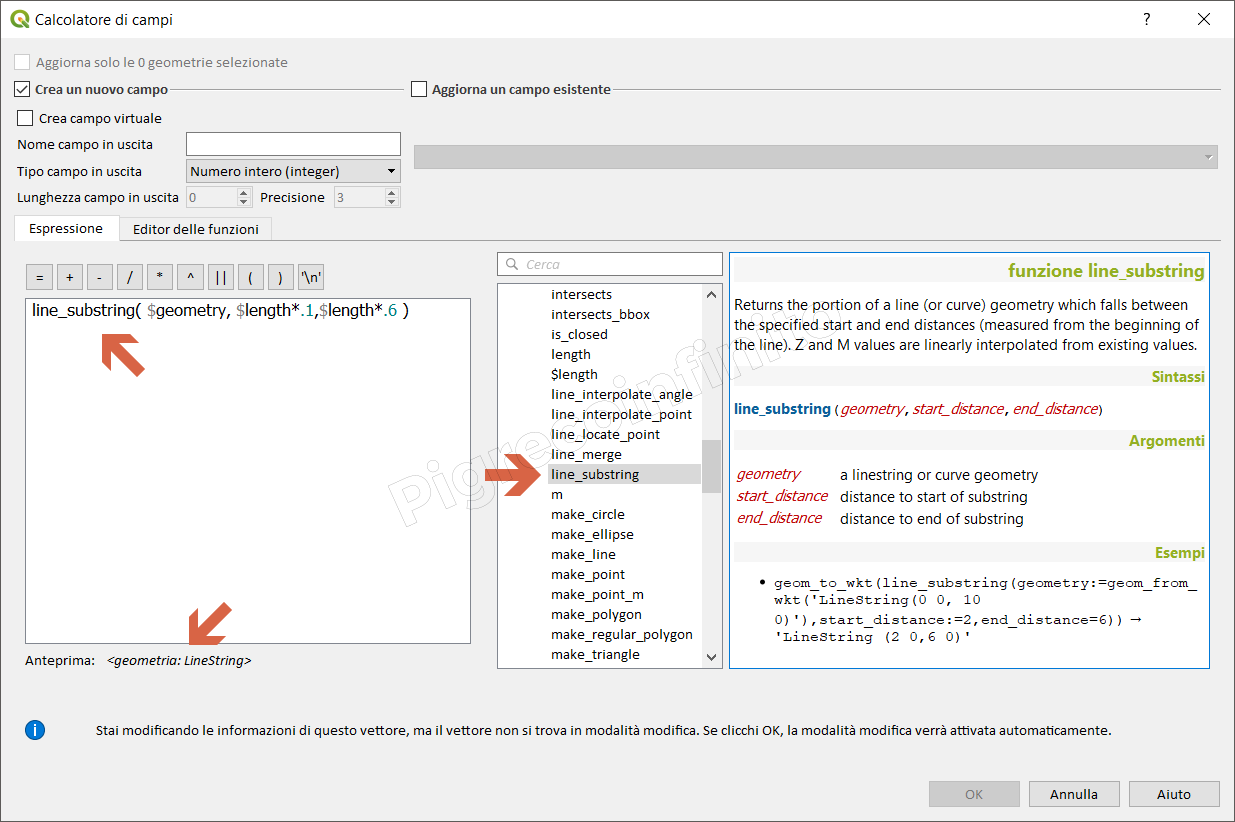 Calcolatore di campi
?
Aggiorna solo le 0 geometrie selezionate
Crea un nuovo campo
Aggiorna un campo esistente
Crea campo virtuale
Nome campo in uscita
Tipo campo in uscita
Numero intero (integer)
Lunghezza campo in uscita
0
Precisione
3
Espressione
Editor delle funzioni
=
+
-
/
*
^
||
(
)
'\n'
line_substring( $geometry, $length*.1,$length*.6 )
Anteprima: <geometria: LineString>
Cerca
intersects
intersects_bbox
is_closed
length
$length
line_interpolate_angle
line_interpolate_point
line_locate_point
line_merge
line_substring
m
make_circle
make_ellipse
make_line
make_point
make_point_m
make_polygon
make_regular_polygon
make_triangle
funzione line_substring
Returns the portion of a line (or curve) geometry which falls between
the specified start and end distances (measured from the beginning of
the line). Z and M values are linearly interpolated from existing values.
Sintassi
line_substring(geometry, start_distance, end_distance)
Argomenti
geometry a linestring or curve geometry
start_distance distance to start of substring
end_distance distance to end of substring
Esempi
• geom_to_wkt(line_substring(geometry:=geom_from_
wkt('LineString(0 0, 10
0)'),start_distance:=2,end_distance=6)) →
'LineString (2 0,6 0)'
Pigrecoinfinito
Stai modificando le informazioni di questo vettore, ma il vettore non si trova in modalità modifica. Se clicchi OK, la modalità modifica verrà attivata automaticamente.
OK
Annulla
Aiuto